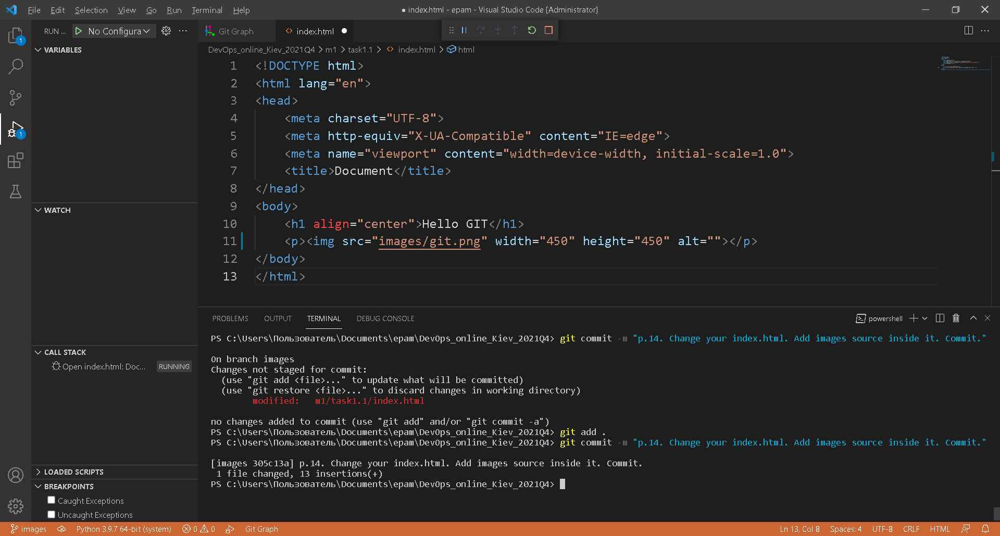 File Edit Selection View Go Run Terminal Help
● index.html - epam - Visual Studio Code [Administrator]
RUN ... No Configura
Git Graph
index.html
1
1
VARIABLES
WATCH
CALL STACK
Open index.html: Doc... RUNNING
LOADED SCRIPTS
BREAKPOINTS
Caught Exceptions
Uncaught Exceptions
DevOps_online_Kiev_2021Q4 > m1 > task1.1 > index.html > html
1 <!DOCTYPE html>
2 <html lang="en">
3 <head>
4 <meta charset="UTF-8">
5 <meta http-equiv="X-UA-Compatible" content="IE=edge">
6 <meta name="viewport" content="width=device-width, initial-scale=1.0">
7 <title>Document</title>
8 </head>
9 <body>
10 <h1 align="center">Hello GIT</h1>
11 <p><img src="images/git.png" width="450" height="450" alt=""></p>
12 </body>
13 </html>
PROBLEMS OUTPUT TERMINAL DEBUG CONSOLE
powershell
PS C:\Users\Пользователь\Documents\epam\DevOps_online_Kiev_2021Q4> git commit -m "p.14. Change your index.html. Add images source inside it. Commit."
On branch images
Changes not staged for commit:
(use "git add <file>..." to update what will be committed)
(use "git restore <file>..." to discard changes in working directory)
modified: m1/task1.1/index.html
no changes added to commit (use "git add" and/or "git commit -a")
PS C:\Users\Пользователь\Documents\epam\DevOps_online_Kiev_2021Q4> git add .
PS C:\Users\Пользователь\Documents\epam\DevOps_online_Kiev_2021Q4> git commit -m "p.14. Change your index.html. Add images source inside it. Commit."
[images 305c13a] p.14. Change your index.html. Add images source inside it. Commit.
1 file changed, 13 insertions(+)
PS C:\Users\Пользователь\Documents\epam\DevOps_online_Kiev_2021Q4>
images Python 3.9.7 64-bit (system) 0 0 Git Graph
Ln 13, Col 8 Spaces: 4 UTF-8 CRLF HTML